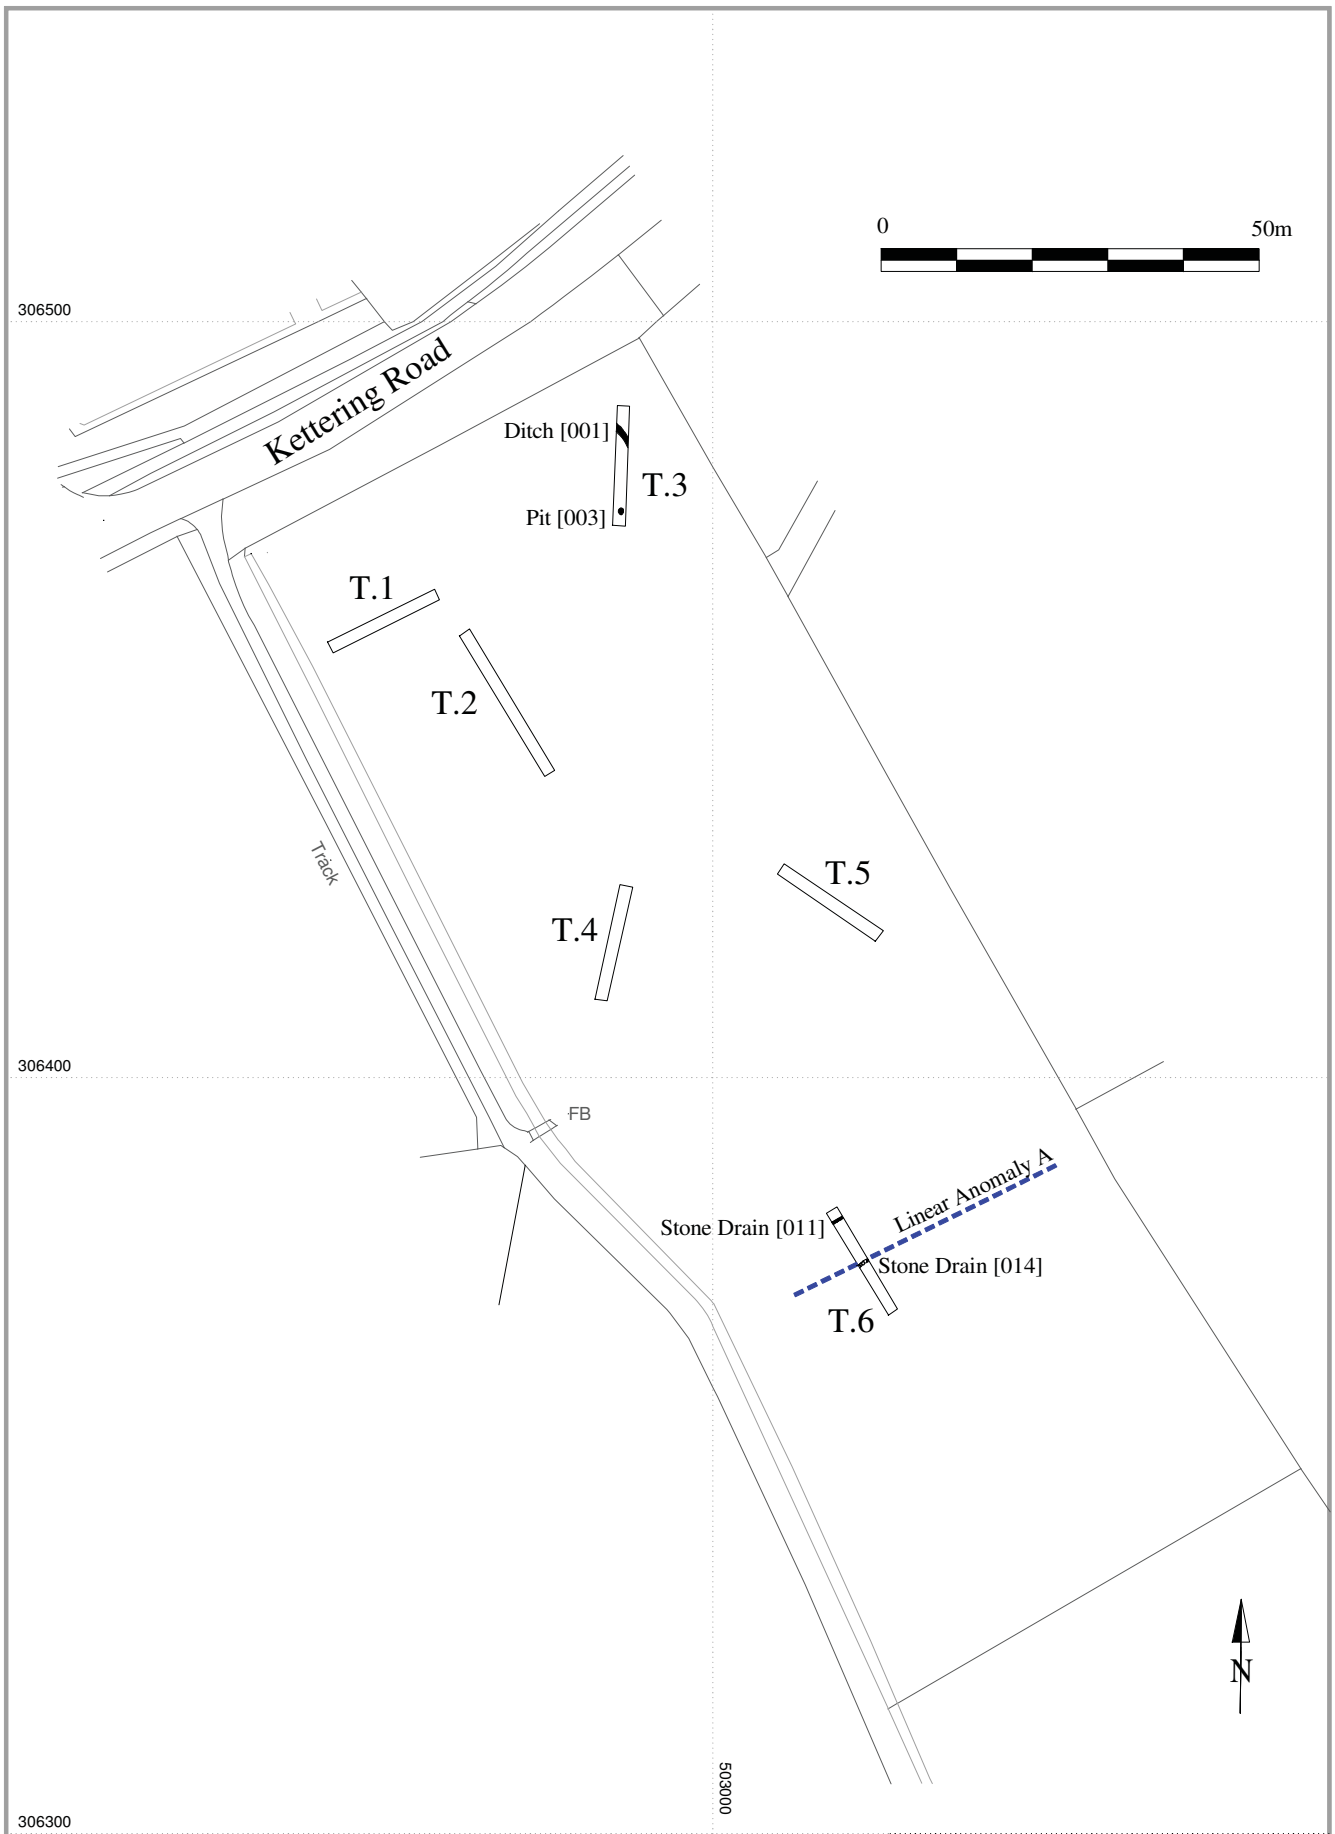 0
50m
306500
Kettering Road
Ditch [001]
T.3
Pit [003]
T.1
T.2
Track
T.5
T.4
306400
FB
Linear Anomaly A
Stone Drain [011]
Stone Drain [014]
T.6
N
503000
306300